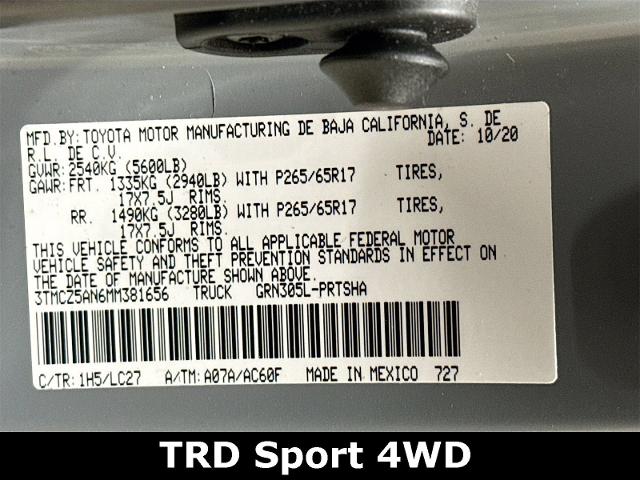 MFD.BY:TOYOTA MOTOR MANUFACTURING DE BAJA CALIFORNIA, S. DE
R.L. DE C.V. DATE: 10/20
GVWR:2540KG (5600LB)
GAWR:FRT. 1335KG (2940LB) WITH P265/65R17 TIRES,
17X7.5J RIMS.
RR. 1490KG (3280LB) WITH P265/65R17 TIRES,
17X7.5J RIMS.
THIS VEHICLE CONFORMS TO ALL APPLICABLE FEDERAL MOTOR
VEHICLE SAFETY AND THEFT PREVENTION STANDARDS IN EFFECT ON
THE DATE OF MANUFACTURE SHOWN ABOVE.
3TMCZ5AN6MM381656 TRUCK GRN305L-PRTSHA
C/TR:1H5/LC27 A/TM:A07A/AC60F MADE IN MEXICO 727
TRD Sport 4WD